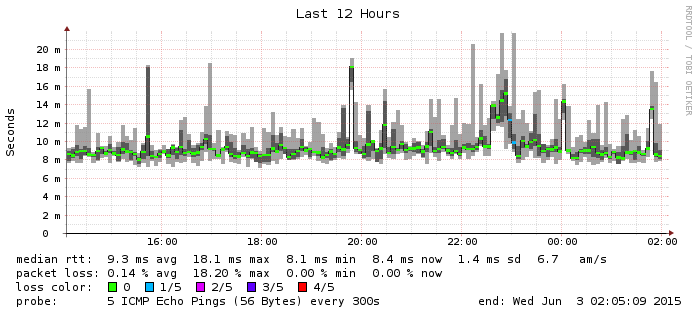 Last 12 Hours
RRDTOOL / TOBI OETIKER
Seconds
20 m
18 m
16 m
14 m
12 m
10 m
8 m
6 m
4 m
2 m
0
16:00 18:00 20:00 22:00 00:00 02:00
median rtt: 9.3 ms avg 18.1 ms max 8.1 ms min 8.4 ms now 1.4 ms sd 6.7 am/s
packet loss: 0.14 % avg 18.20 % max 0.00 % min 0.00 % now
loss color: 0 1/5 2/5 3/5 4/5
probe: 5 ICMP Echo Pings (56 Bytes) every 300s end: Wed Jun 3 02:05:09 2015